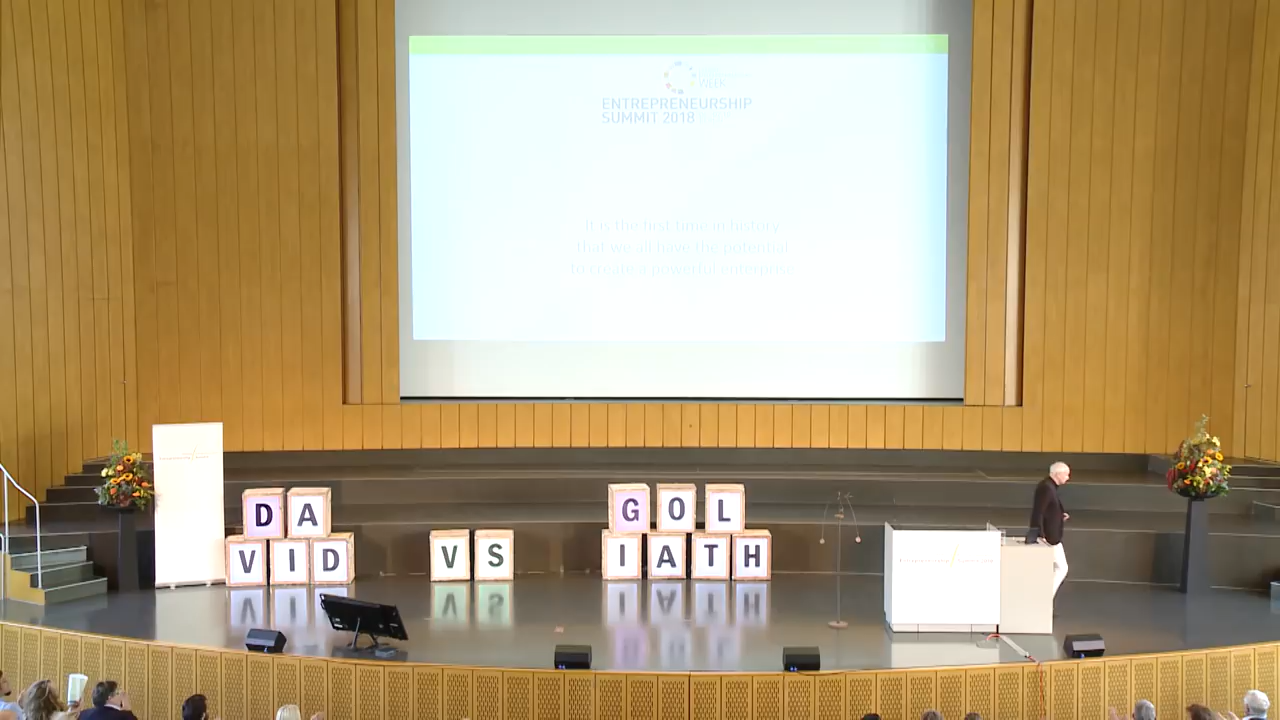 WEEK
ENTREPRENEURSHIP
SUMMIT 2018
It is the first time in history
that we all have the potential
to create a powerful enterprise
DA
VID
VS
GOL
IATH